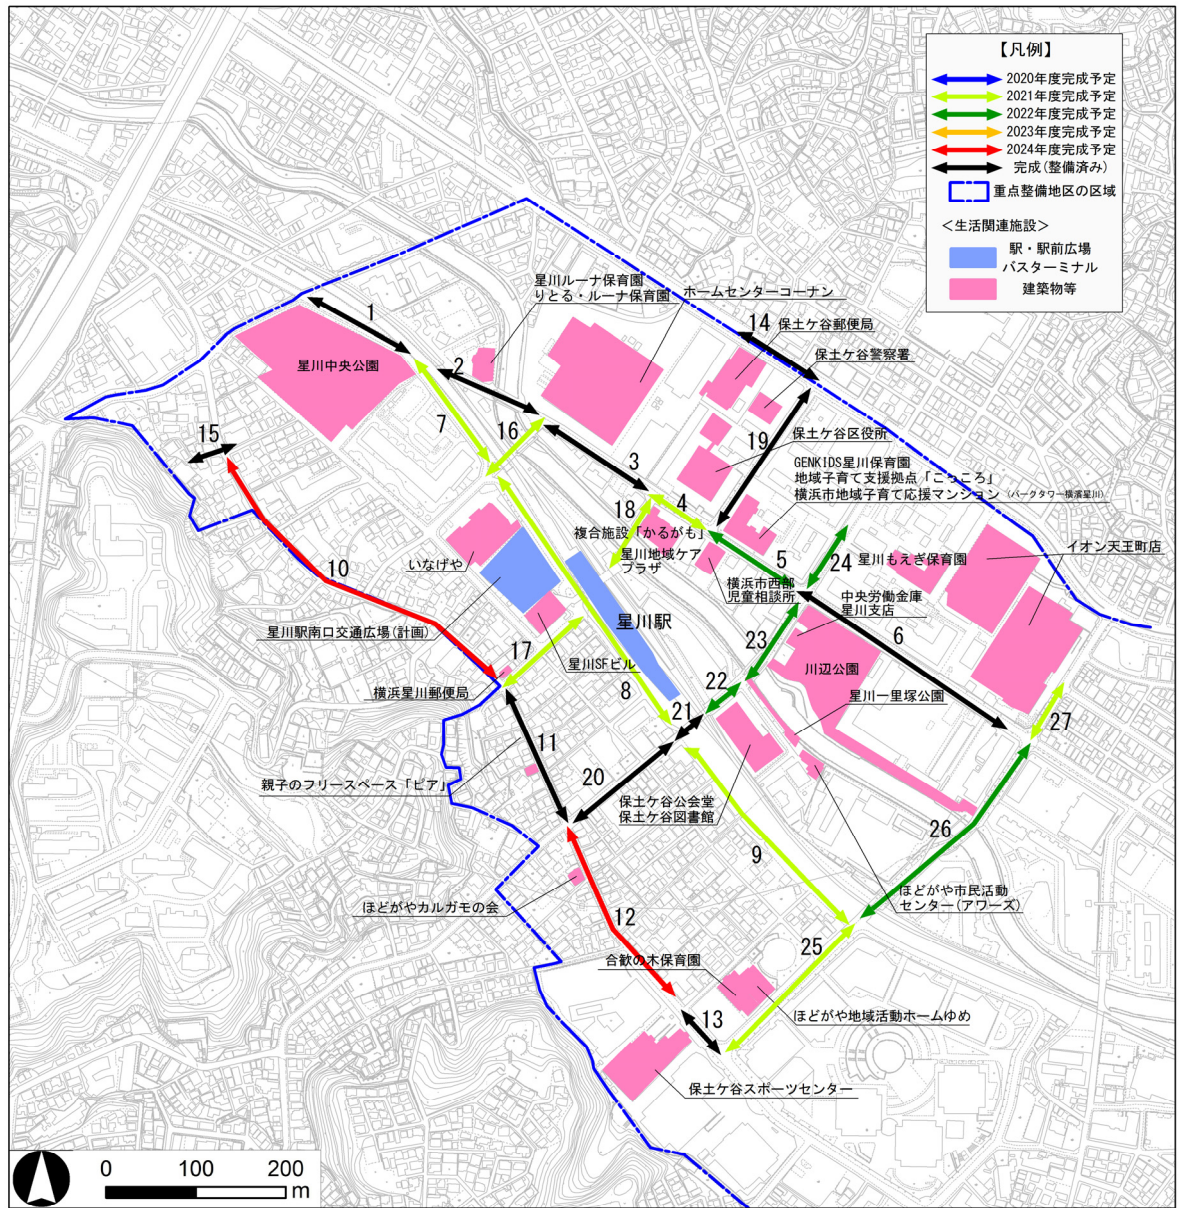 【凡例】
2020年度完成予定
2021年度完成予定
2022年度完成予定
2023年度完成予定
2024年度完成予定
完成(整備済み)
重点整備地区の区域
＜生活関連施設＞
駅・駅前広場
バスターミナル
建築物等
星川ルーナ保育園
りとる・ルーナ保育園
ホームセンターコーナン
14
保土ケ谷郵便局
1
保土ケ谷警察署
星川中央公園
2
7
16
15
3
19
保土ケ谷区役所
GENKIDS星川保育園
地域子育て支援拠点「こっころ」
横浜市地域子育て応援マンション(パークタワー横濱星川)
18
4
複合施設「かるがも」
星川地域ケア
プラザ
5
24
星川もえぎ保育園
イオン天王町店
いなげや
10
横浜市西部
児童相談所
中央労働金庫
星川支店
星川駅
星川駅南口交通広場(計画)
23
6
17
星川SFビル
川辺公園
横浜星川郵便局
8
22
星川一里塚公園
21
27
11
20
親子のフリースペース「ピア」
保土ケ谷公会堂
保土ケ谷図書館
26
9
ほどがや市民活動
センター(アワーズ)
ほどがやカルガモの会
12
25
合歓の木保育園
13
ほどがや地域活動ホームゆめ
保土ケ谷スポーツセンター
0 100 200
m